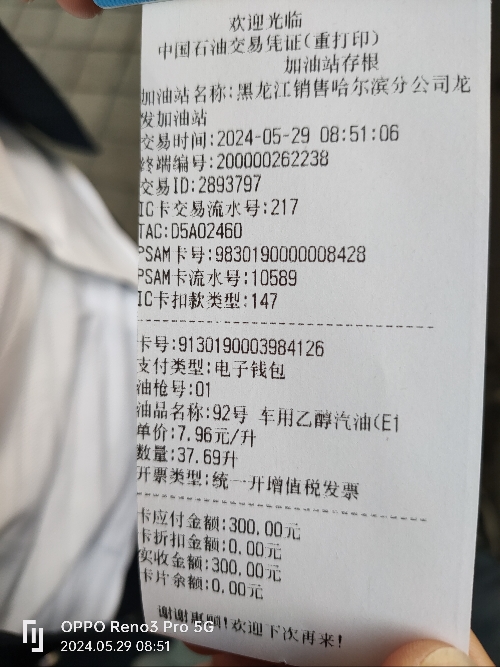 欢迎光临
中国石油交易凭证(重打印)
加油站存根
加油站名称:黑龙江销售哈尔滨分公司龙
发加油站
交易时间:2024-05-29 08:51:06
终端编号:200000262238
交易ID:2893797
IC卡交易流水号:217
TAC:D5A02460
PSAM卡号:9830190000008428
PSAM卡流水号:10589
IC卡扣款类型:147
卡号:9130190003984126
支付类型:电子钱包
油枪号:01
油品名称:92号 车用乙醇汽油(E1
单价:7.96元/升
数量:37.69升
开票类型:统一开增值税发票
卡应付金额:300.00元
卡折扣金额:0.00元
实收金额:300.00元
卡片余额:0.00元
谢谢惠顾!欢迎下次再来!
OPPO Reno3 Pro 5G
2024.05.29 08:51